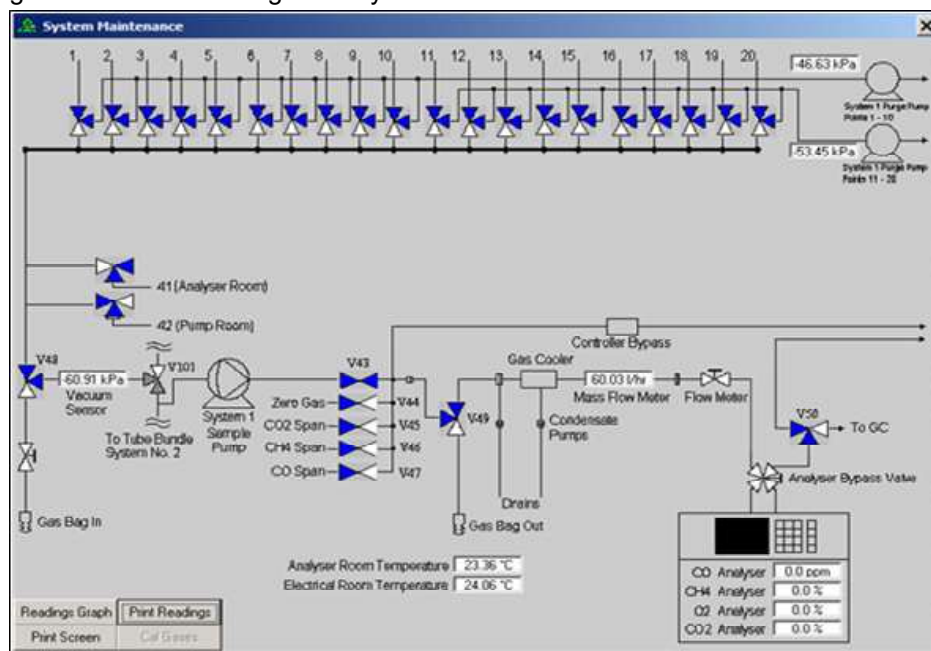 System Maintenance
1 2 3 4 5 6 7 8 9 10 11 12 13 14 15 16 17 18 19 20
-46.63 kPa
System 1 Purge Pump
Points 1 - 10
-53.45 kPa
System 1 Purge Pump
Points 11 - 20
41 (Analyser Room)
42 (Pump Room)
V48
-60.91 kPa
Vacuum
Sensor
V101
To Tube Bundle
System No. 2
System 1
Sample
Pump
V43
Zero Gas
V44
CO2 Span
V45
CH4 Span
V46
CO Span
V47
Controller Bypass
Gas Cooler
60.03 l/hr
Mass Flow Meter
Flow Meter
V49
Condensate
Pumps
Drains
V50
To GC
Analyser Bypass Valve
Gas Bag In
Gas Bag Out
Analyser Room Temperature 23.36 °C
Electrical Room Temperature 24.06 °C
CO Analyser 0.0 ppm
CH4 Analyser 0.0 %
O2 Analyser 0.0 %
CO2 Analyser 0.0 %
Readings Graph Print Readings
Print Screen Cal Gases